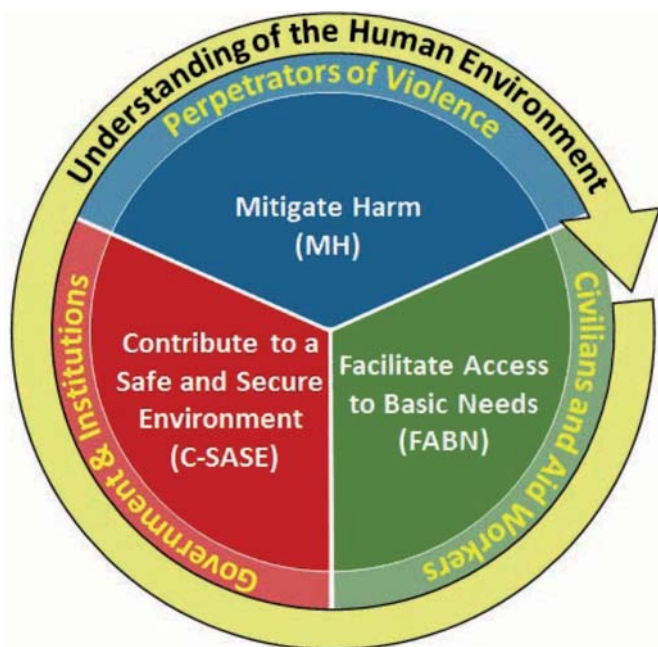 Understanding of the Human Environment
Perpetrators of Violence
Mitigate Harm
(MH)
Contribute to a
Safe and Secure
Environment
(C-SASE)
Facilitate Access
to Basic Needs
(FABN)
Government & Institutions
Civilians and Aid Workers